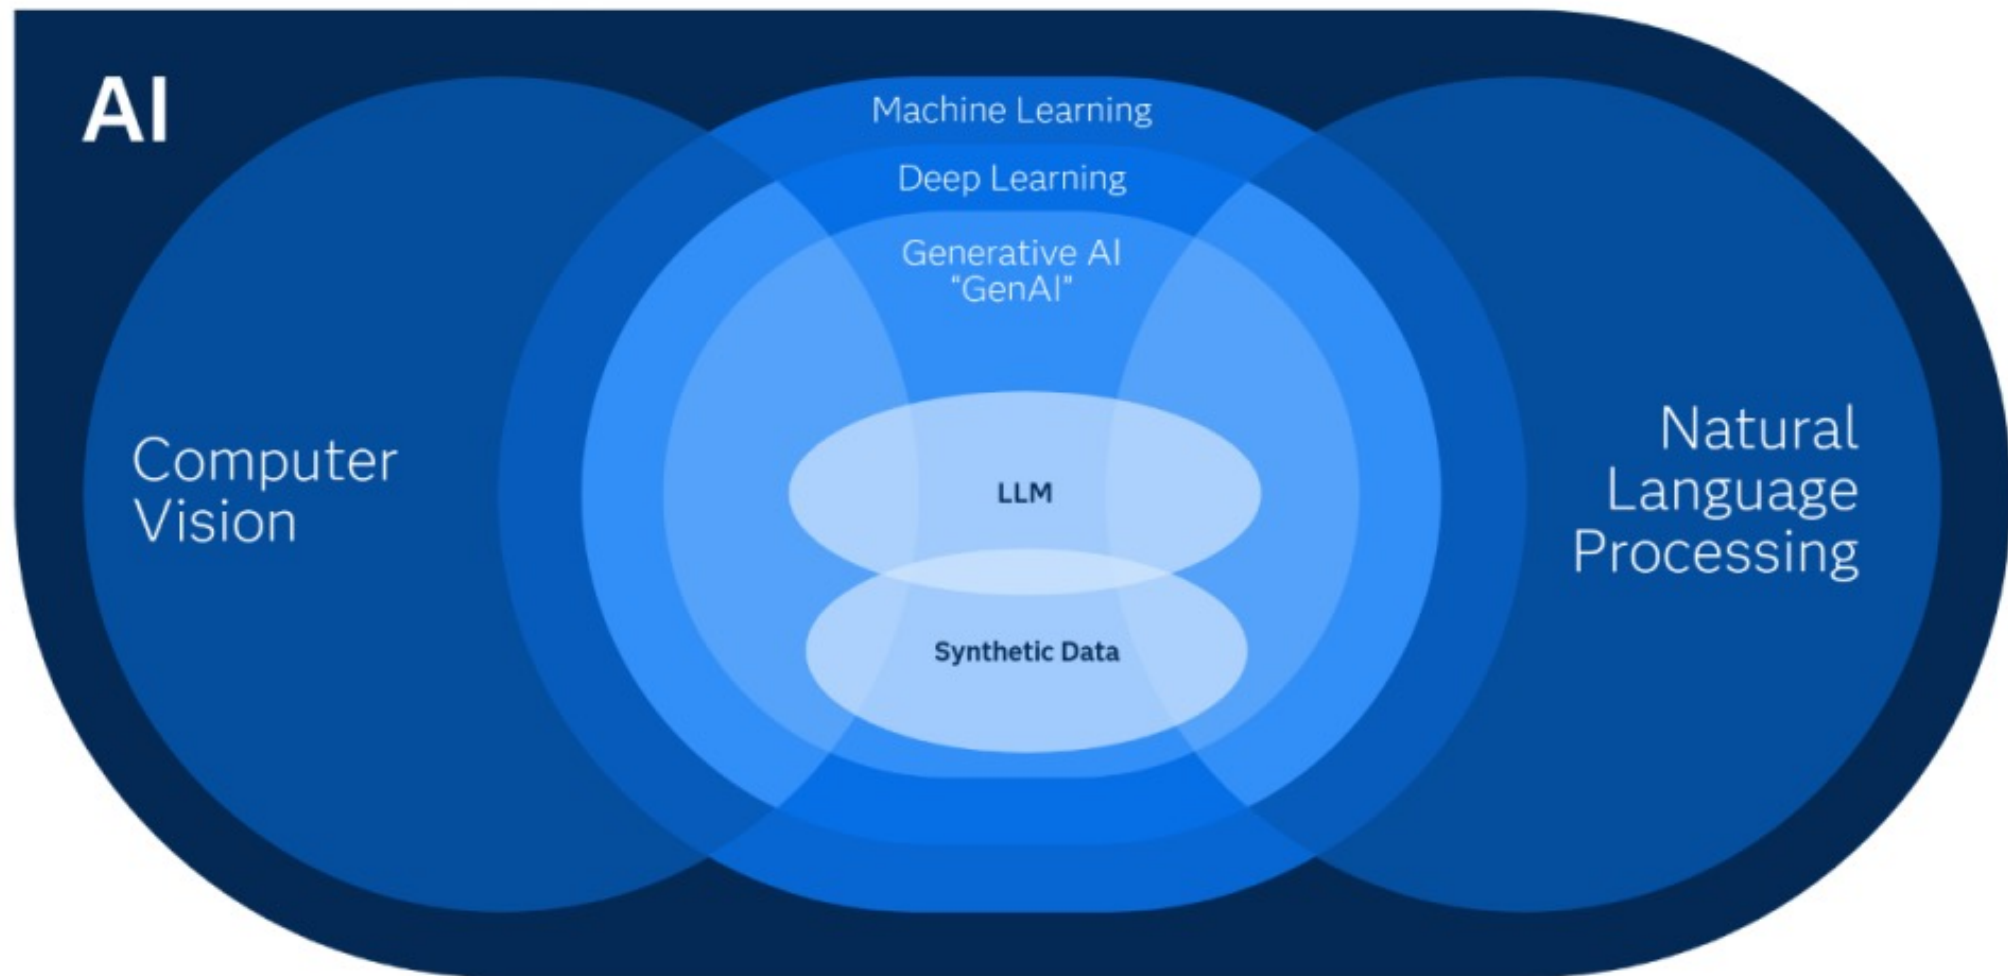 AI
Machine Learning
Deep Learning
Generative AI
“GenAI”
Computer
Vision
LLM
Natural
Language
Processing
Synthetic Data